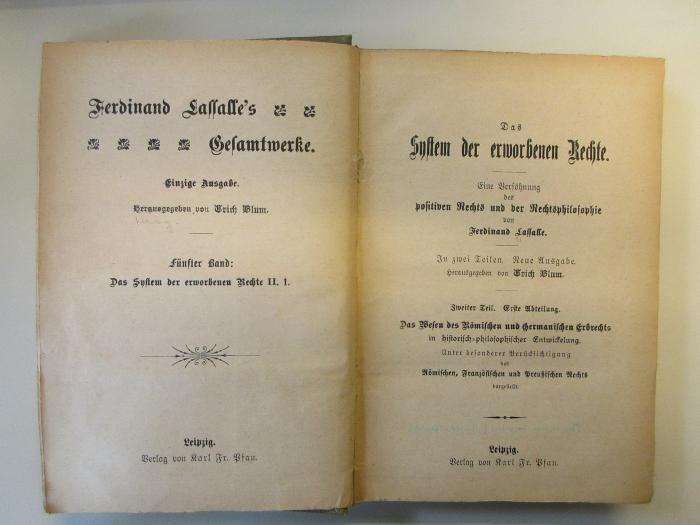 Ferdinand Lassalle's
Gesamtwerke.
Einzige Ausgabe.
Herausgegeben von Erich Blum.
Fünfter Band:
Das System der erworbenen Rechte II. 1.
Leipzig.
Verlag von Karl Fr. Pfau.
Das
System der erworbenen Rechte.
Eine Versöhnung
des
positiven Rechts und der Rechtsphilosophie
von
Ferdinand Lassalle.
In zwei Teilen. Neue Ausgabe.
Herausgegeben von Erich Blum.
Zweiter Teil. Erste Abteilung.
Das Wesen des Römischen und Germanischen Erbrechts
in historisch-philosophischer Entwickelung.
Unter besonderer Berücksichtigung
des
Römischen, Französischen und Preußischen Rechts
dargestellt.
Leipzig.
Verlag von Karl Fr. Pfau.